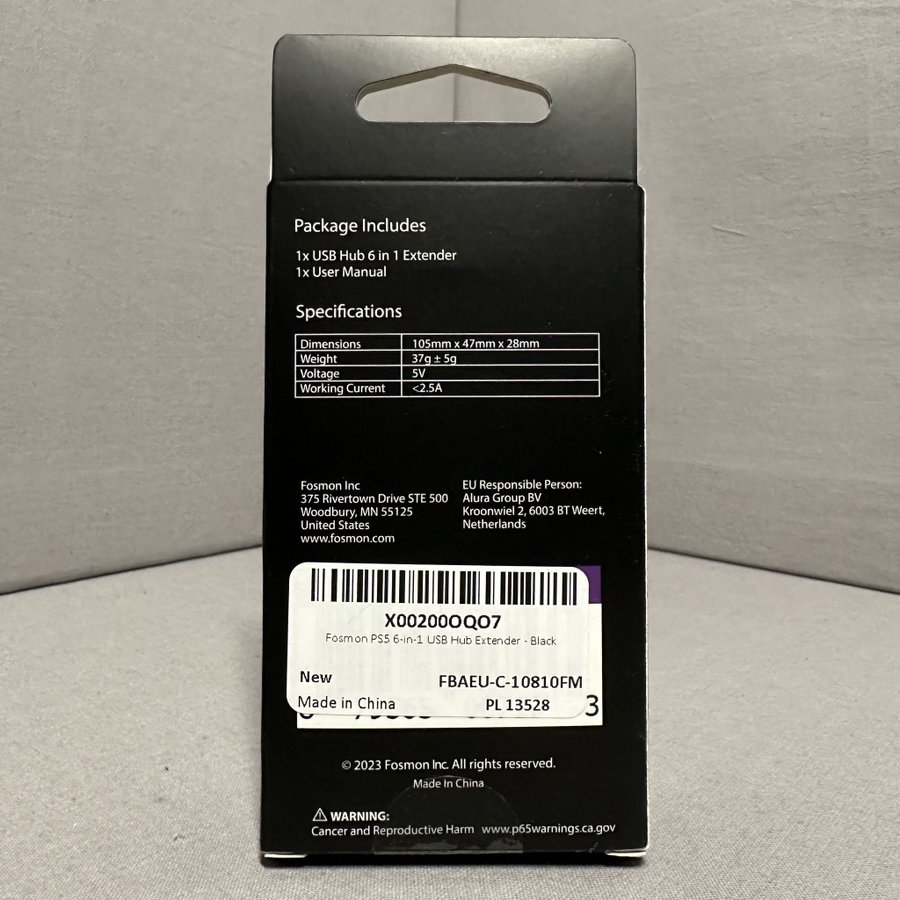 Package Includes
1x USB Hub 6 in 1 Extender
1x User Manual
Specifications
Dimensions 105mm x 47mm x 28mm
Weight 37g ± 5g
Voltage 5V
Working Current <2.5A
Fosmon Inc
375 Rivertown Drive STE 500
Woodbury, MN 55125
United States
www.fosmon.com
EU Responsible Person:
Alura Group BV
Kroonwiel 2, 6003 BT Weert,
Netherlands
X00200OQO7
Fosmon PS5 6-in-1 USB Hub Extender - Black
New FBAEU-C-10810FM
Made in China PL 13528
3
© 2023 Fosmon Inc. All rights reserved.
Made In China
⚠ WARNING:
Cancer and Reproductive Harm www.p65warnings.ca.gov